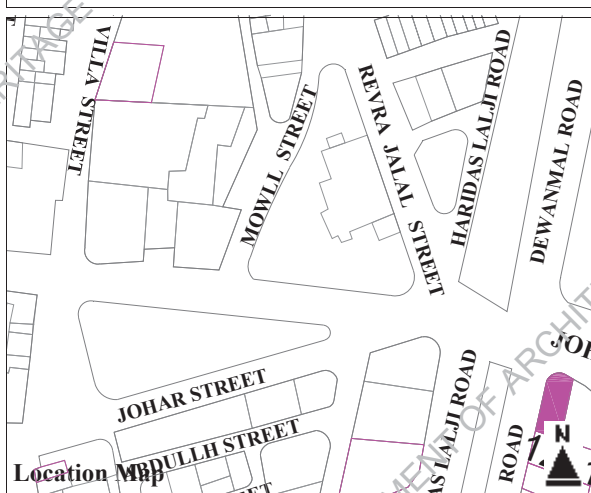 VILLA STREET
MOWLL STREET
REVRA JALAL STREET
HARIDAS LALJI ROAD
DEWANMAL ROAD
JOHAR STREET
ABDULLH STREET
LALJI ROAD
ROAD
Location Map
N